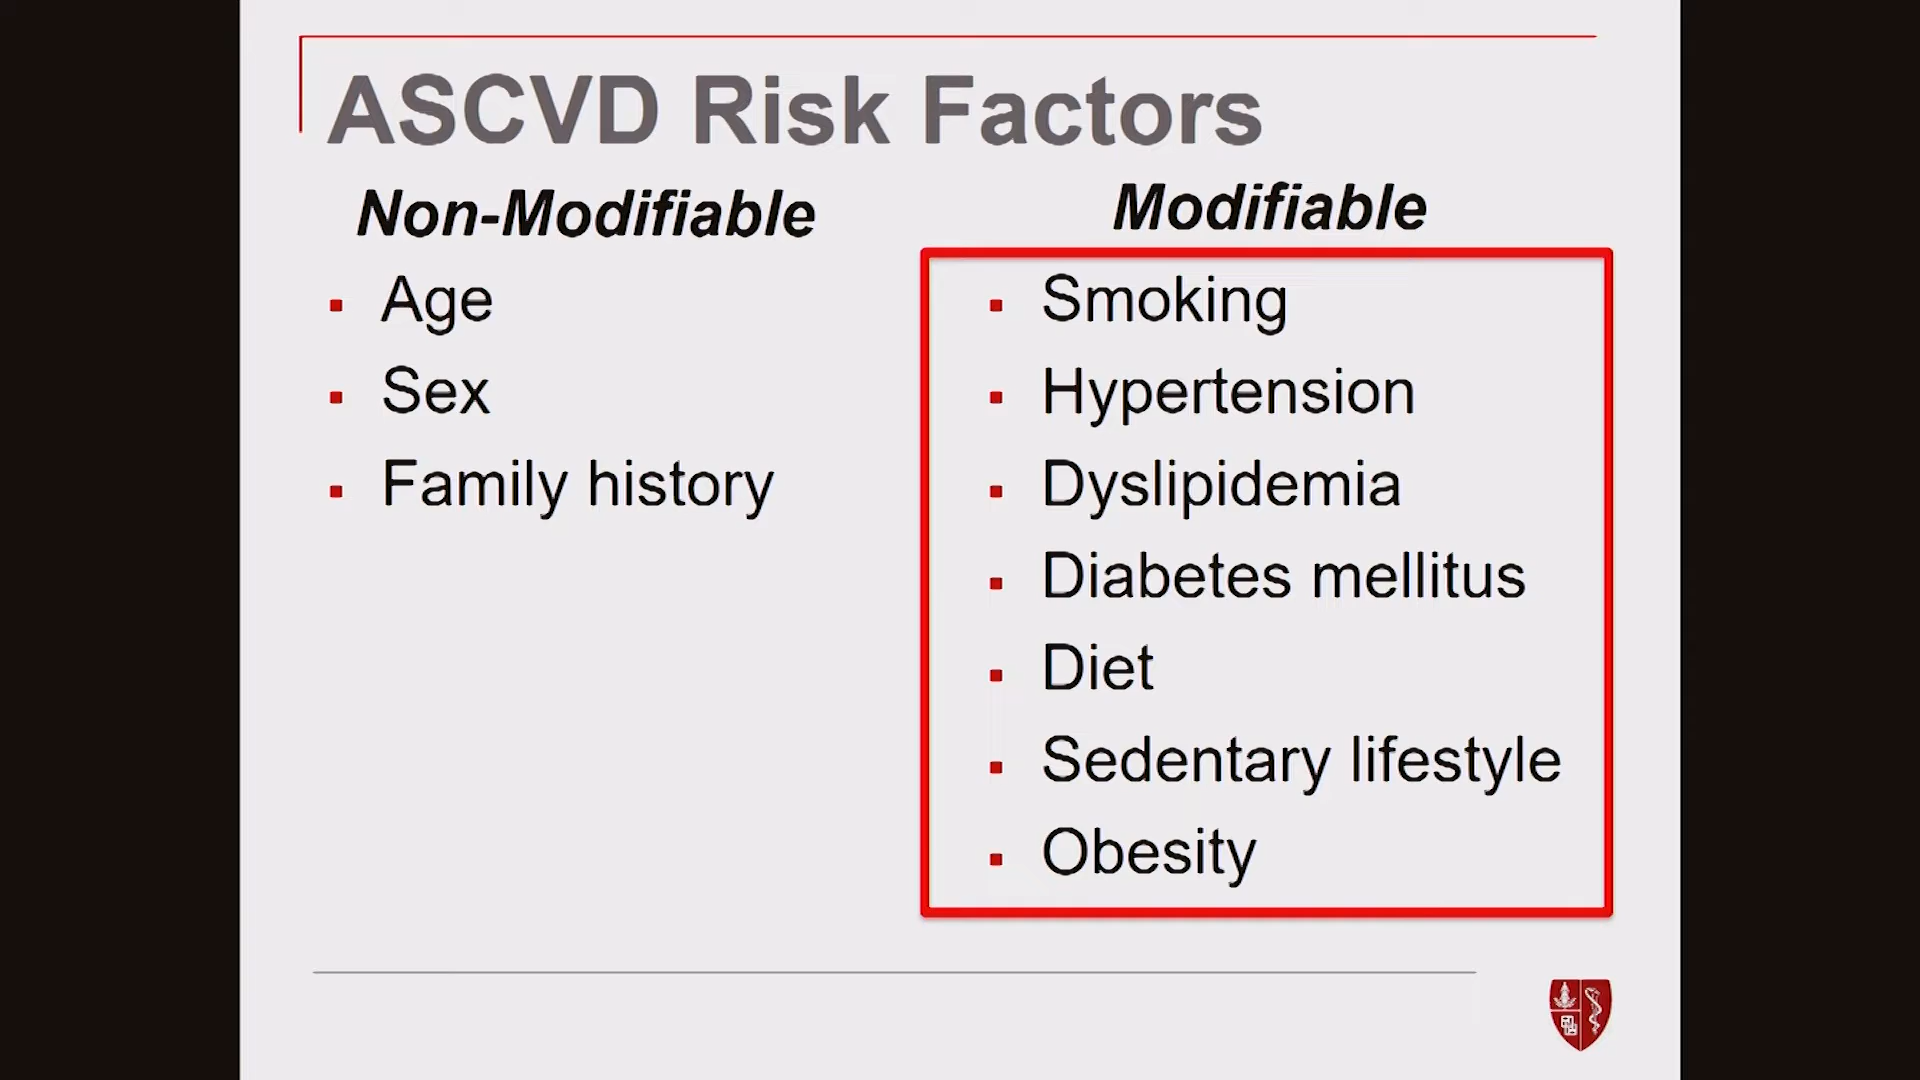 ASCVD Risk Factors
Non-Modifiable
Age
Sex
Family history
Modifiable
Smoking
Hypertension
Dyslipidemia
Diabetes mellitus
Diet
Sedentary lifestyle
Obesity